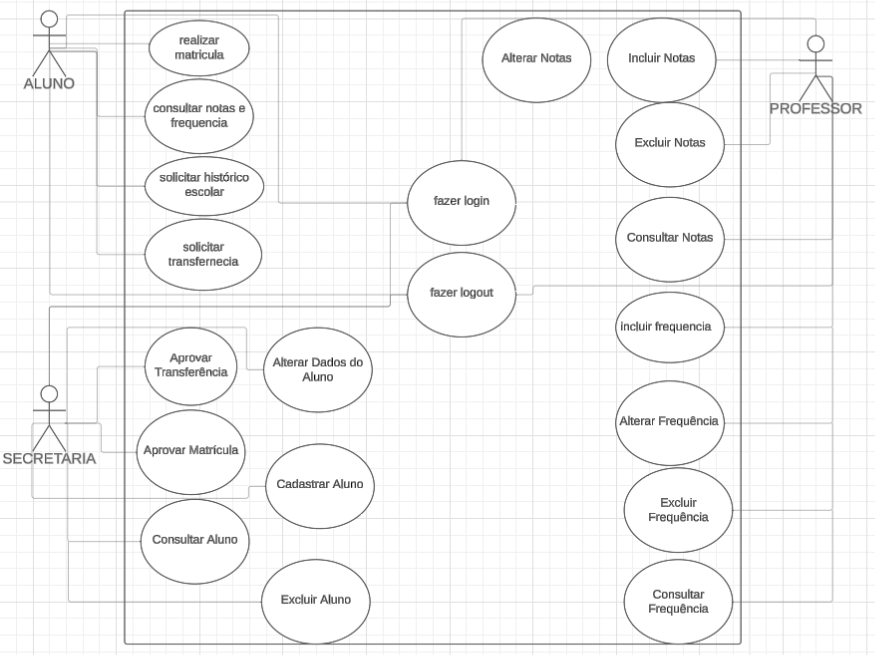 ALUNO
realizar
matricula
consultar notas e
frequencia
solicitar histórico
escolar
solicitar
transfernecia
fazer login
fazer logout
Alterar Notas
Incluir Notas
PROFESSOR
Excluir Notas
Consultar Notas
incluir frequencia
Alterar Frequência
Excluir
Frequência
Consultar
Frequência
SECRETARIA
Aprovar
Transferência
Alterar Dados do
Aluno
Aprovar Matrícula
Cadastrar Aluno
Consultar Aluno
Excluir Aluno